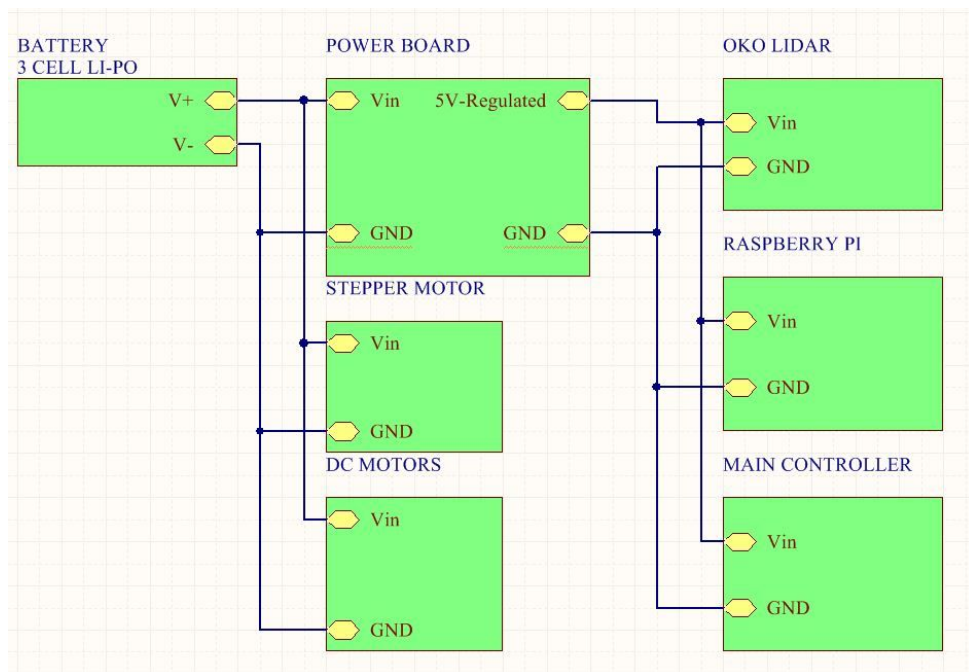 BATTERY
3 CELL LI-PO
V+
V-
POWER BOARD
Vin
5V-Regulated
GND
GND
STEPPER MOTOR
Vin
GND
DC MOTORS
Vin
GND
OKO LIDAR
Vin
GND
RASPBERRY PI
Vin
GND
MAIN CONTROLLER
Vin
GND